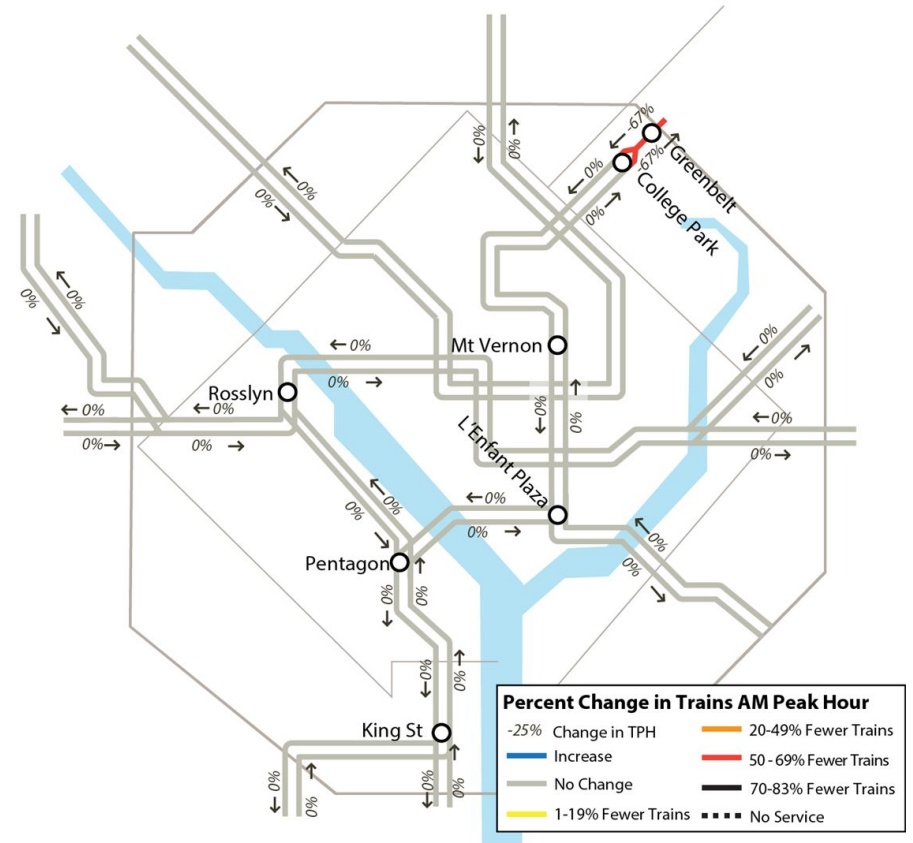 -67%
←0%
0%→
-67%
Greenbelt
College Park
←0%
0%→
←0%
0%→
←0%
0%→
←0%
0%→
Mt Vernon
←0%
0%→
Rosslyn
←0%
0%→
←0%
0%→
←0%
0%→
←0%
0%→
L'Enfant Plaza
←0%
0%→
←0%
0%→
←0%
0%→
Pentagon
←0%
0%→
←0%
0%→
King St
←0%
0%→
←0%
0%→
Percent Change in Trains AM Peak Hour
-25% Change in TPH
Increase
No Change
1-19% Fewer Trains
20-49% Fewer Trains
50 - 69% Fewer Trains
70-83% Fewer Trains
No Service